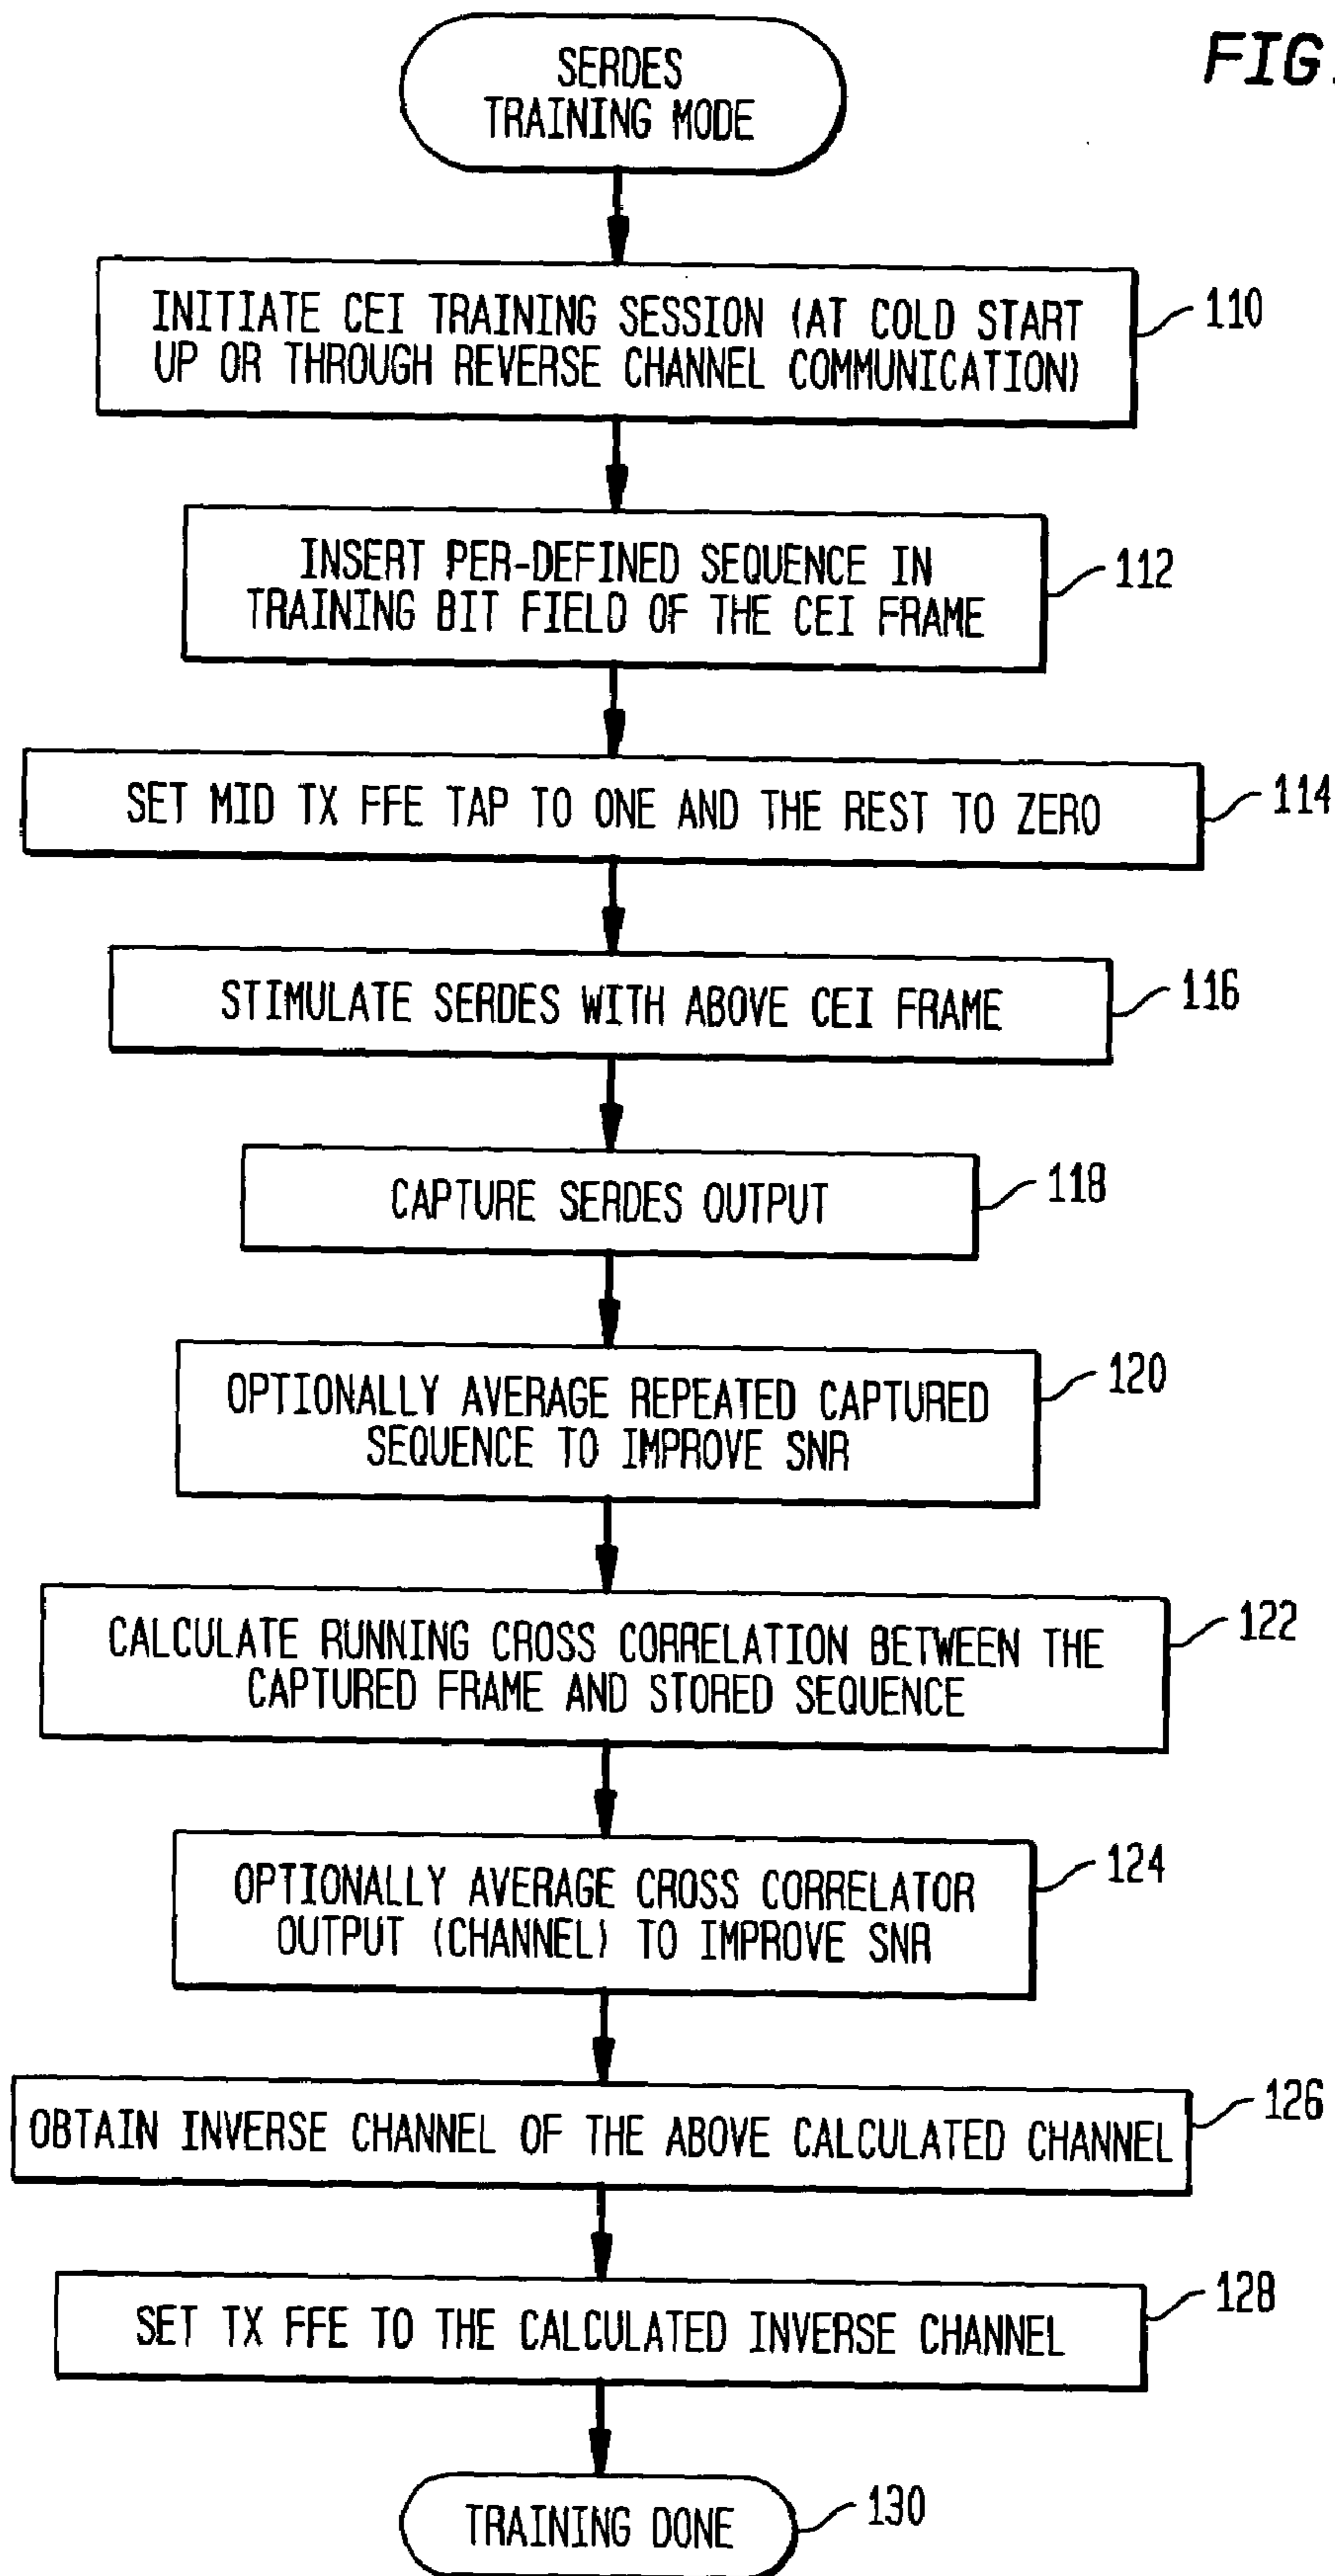 FIG.
SERDES
TRAINING MODE
INITIATE CEI TRAINING SESSION (AT COLD START
UP OR THROUGH REVERSE CHANNEL COMMUNICATION)
110
INSERT PER-DEFINED SEQUENCE IN
TRAINING BIT FIELD OF THE CEI FRAME
112
SET MID TX FFE TAP TO ONE AND THE REST TO ZERO
114
STIMULATE SERDES WITH ABOVE CEI FRAME
116
CAPTURE SERDES OUTPUT
118
OPTIONALLY AVERAGE REPEATED CAPTURED
SEQUENCE TO IMPROVE SNR
120
CALCULATE RUNNING CROSS CORRELATION BETWEEN THE
CAPTURED FRAME AND STORED SEQUENCE
122
OPTIONALLY AVERAGE CROSS CORRELATOR
OUTPUT (CHANNEL) TO IMPROVE SNR
124
OBTAIN INVERSE CHANNEL OF THE ABOVE CALCULATED CHANNEL
126
SET TX FFE TO THE CALCULATED INVERSE CHANNEL
128
TRAINING DONE
130